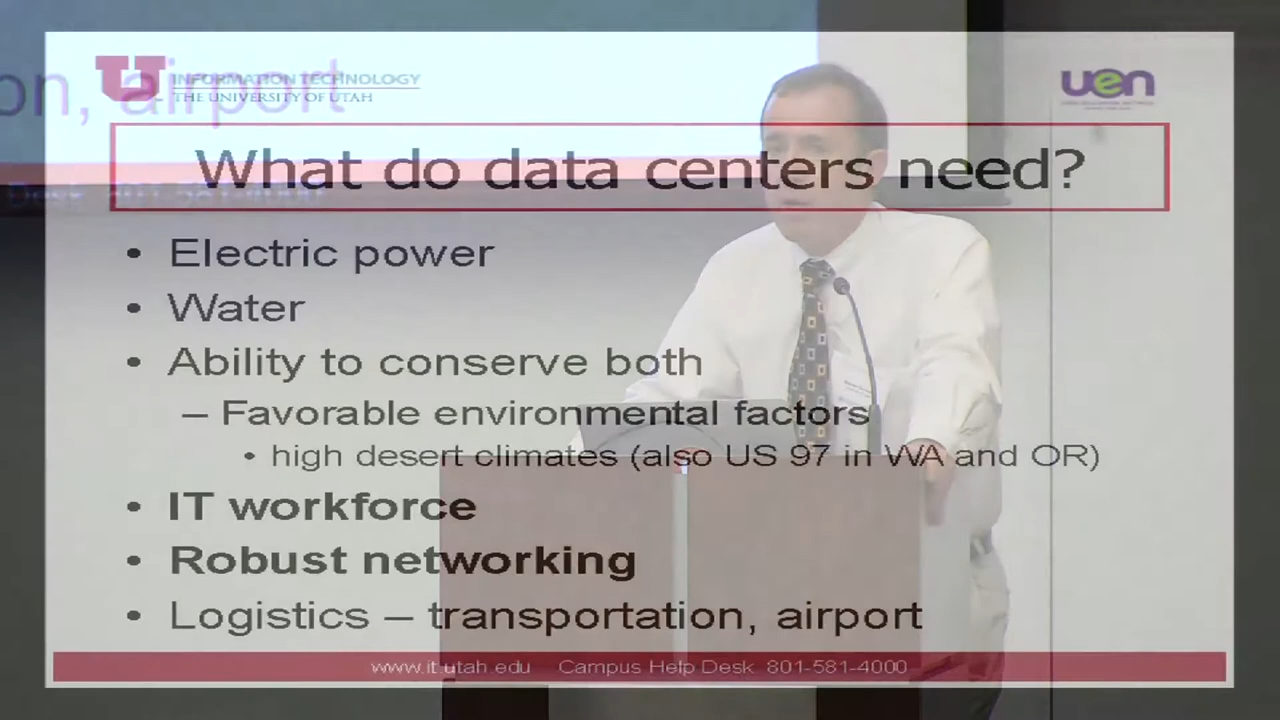 INFORMATION TECHNOLOGY
THE UNIVERSITY OF UTAH
uen
on, airport
What do data centers need?
• Electric power
• Water
• Ability to conserve both
– Favorable environmental factors
• high desert climates (also US 97 in WA and OR)
• IT workforce
• Robust networking
• Logistics – transportation, airport
www.it.utah.edu Campus Help Desk 801-581-4000